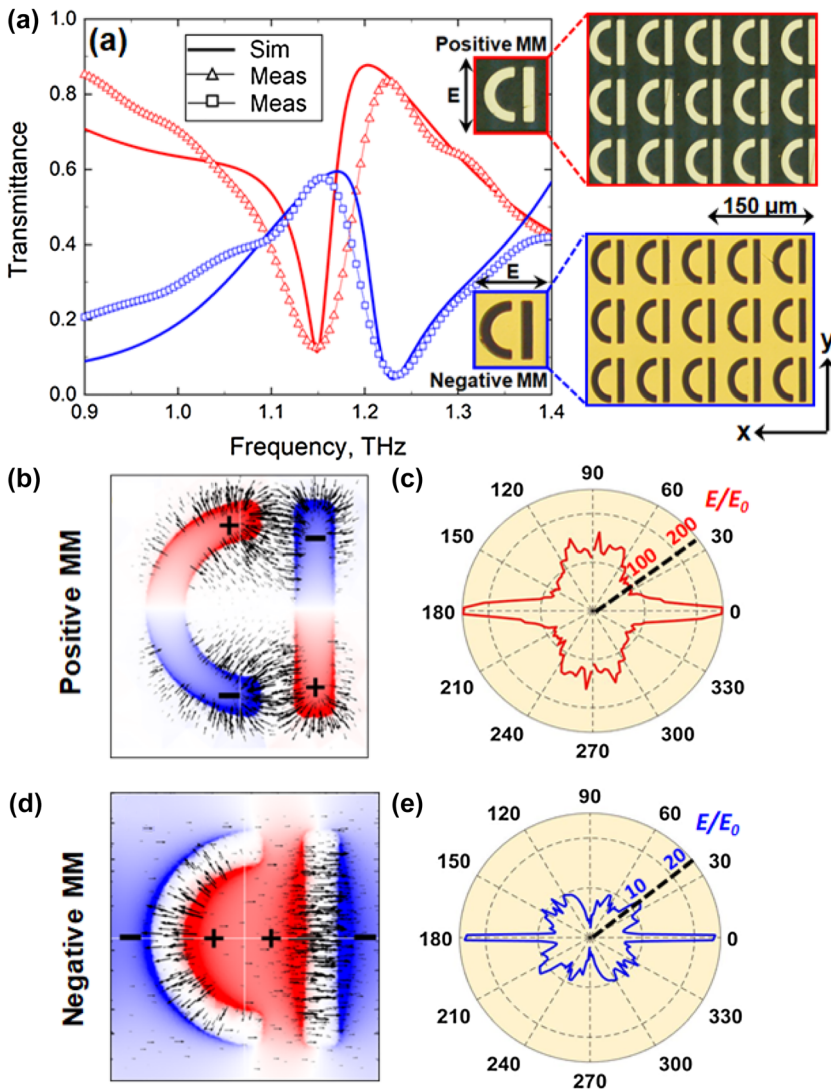 (a)
(a)
Sim
Meas
Meas
Transmittance
1.0
0.8
0.6
0.4
0.2
0.0
0.9
1.0
1.1
1.2
1.3
1.4
Frequency, THz
Positive MM
E
150 µm
E
Negative MM
y
x
(b)
Positive MM
+
−
−
+
(c)
90
60
30
0
330
300
270
240
210
180
150
120
E/E0
100
200
(d)
Negative MM
−
+
+
−
(e)
90
60
30
0
330
300
270
240
210
180
150
120
E/E0
10
20